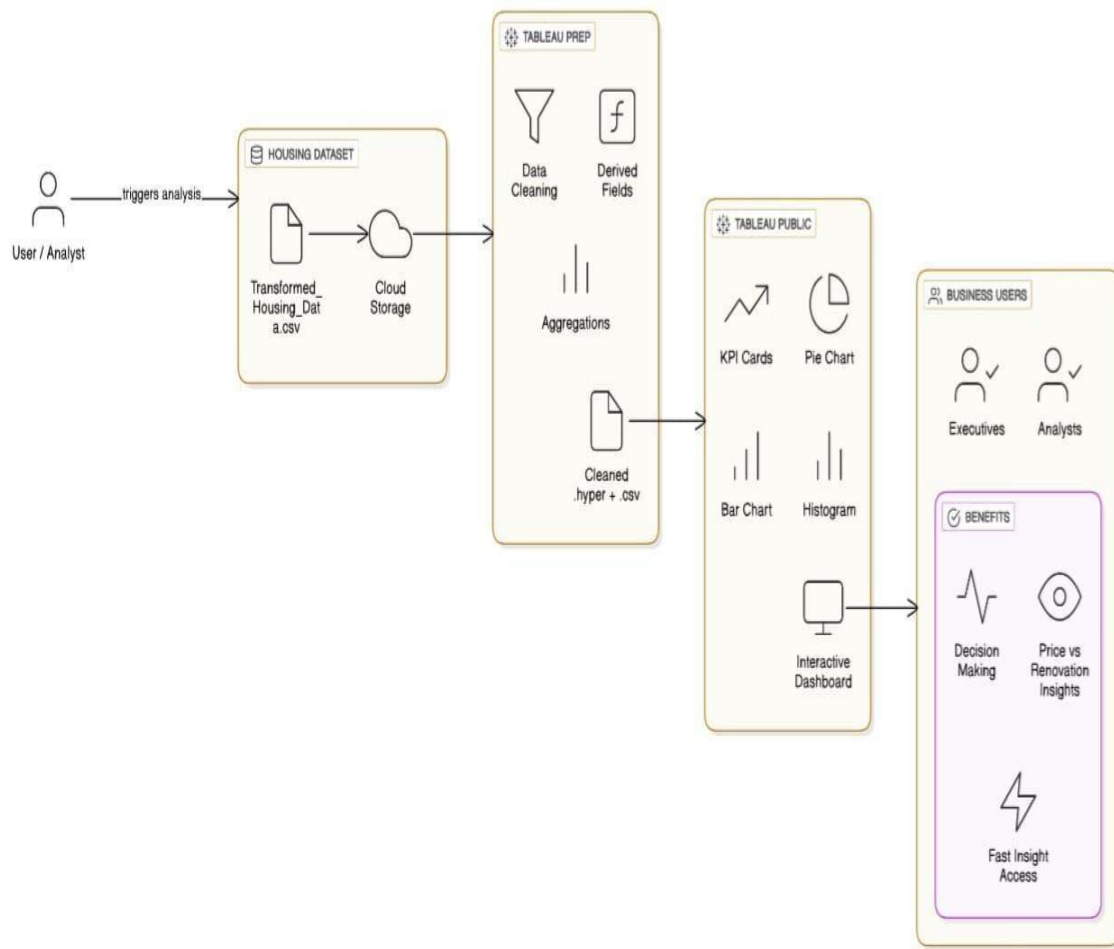 User / Analyst
triggers analysis
HOUSING DATASET
Transformed_
Housing_Dat
a.csv
Cloud
Storage
TABLEAU PREP
Data
Cleaning
Derived
Fields
Aggregations
Cleaned
.hyper + .csv
TABLEAU PUBLIC
KPI Cards
Pie Chart
Bar Chart
Histogram
Interactive
Dashboard
BUSINESS USERS
Executives
Analysts
BENEFITS
Decision
Making
Price vs
Renovation
Insights
Fast Insight
Access